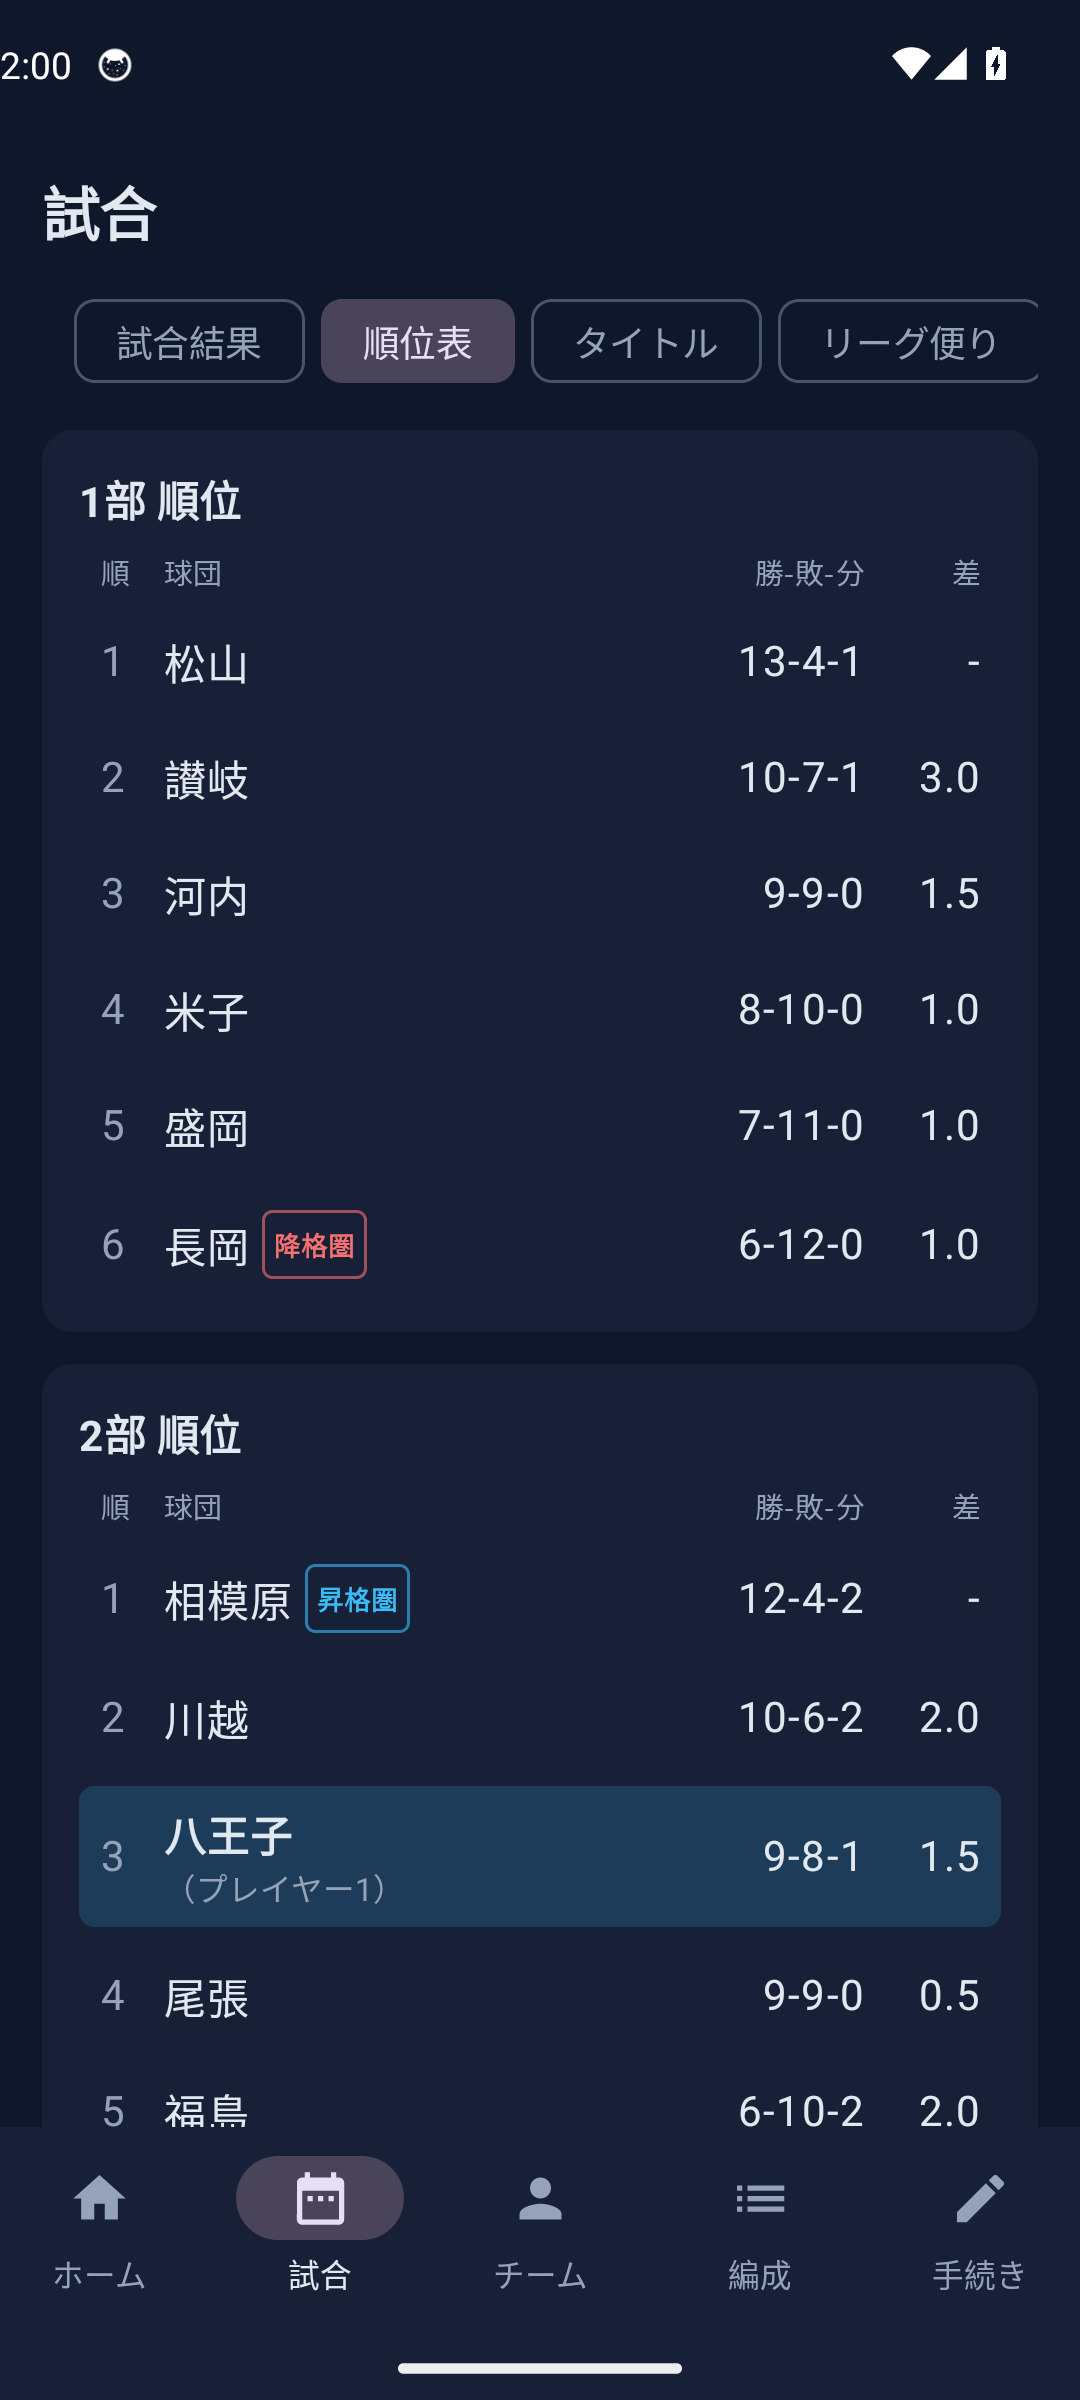 2:00
試合
試合結果 順位表 タイトル リーグ便り
1部 順位
順 球団 勝-敗-分 差
1 松山 13-4-1 -
2 讃岐 10-7-1 3.0
3 河内 9-9-0 1.5
4 米子 8-10-0 1.0
5 盛岡 7-11-0 1.0
6 長岡 降格圏 6-12-0 1.0
2部 順位
順 球団 勝-敗-分 差
1 相模原 昇格圏 12-4-2 -
2 川越 10-6-2 2.0
3 八王子 9-8-1 1.5
（プレイヤー1）
4 尾張 9-9-0 0.5
5 福島 6-10-2 2.0
ホーム 試合 チーム 編成 手続き